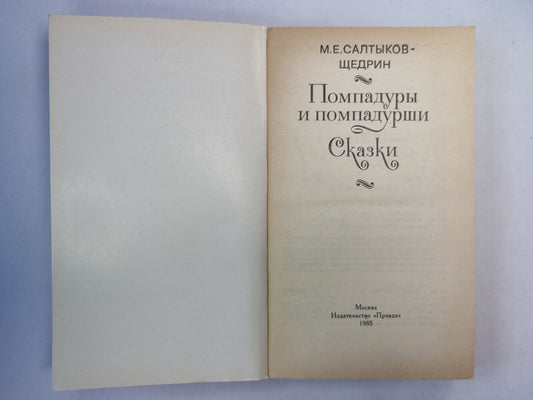 М.Е.САЛТЫКОВ-
ЩЕДРИН
Помпадуры
и помпадурши
Сказки
Москва
Издательство «Правда»
1985